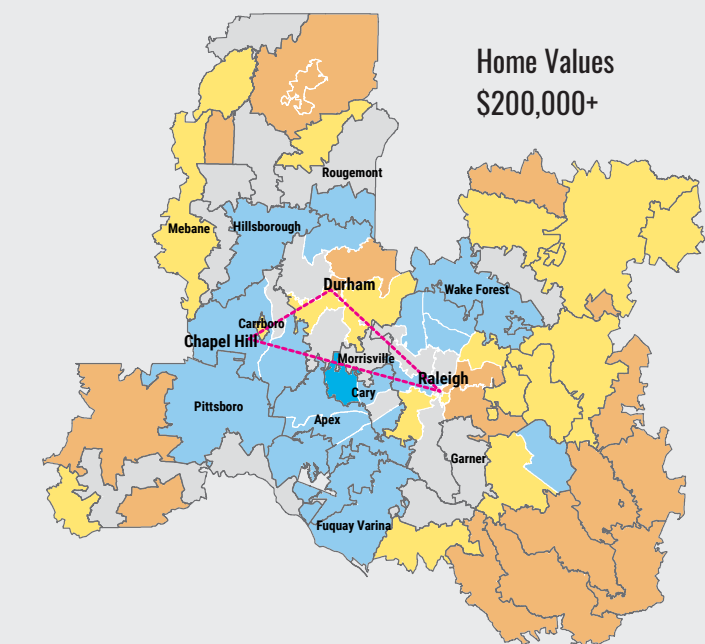 Home Values
$200,000+
Rougemont
Mebane
Hillsborough
Durham
Wake Forest
Carrboro
Chapel Hill
Morrisville
Raleigh
Cary
Pittsboro
Apex
Garner
Fuquay Varina